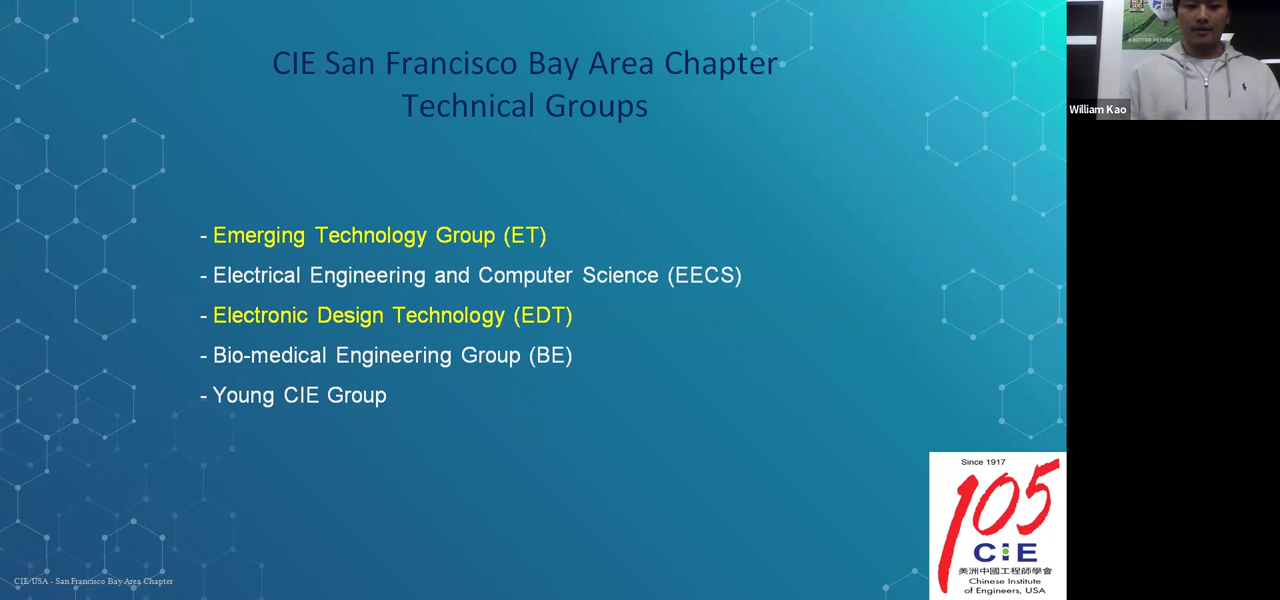 CIE San Francisco Bay Area Chapter
Technical Groups
- Emerging Technology Group (ET)
- Electrical Engineering and Computer Science (EECS)
- Electronic Design Technology (EDT)
- Bio-medical Engineering Group (BE)
- Young CIE Group
CIE/USA - San Francisco Bay Area Chapter
Since 1917
105
CIE
美洲中國工程師學會
Chinese Institute
of Engineers, USA
A BETTER FUTURE
William Kao